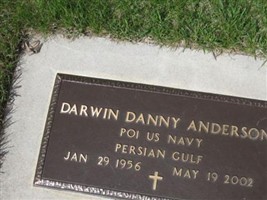 DARWIN DANNY ANDERSON
PO1 US NAVY
PERSIAN GULF
JAN 29 1956 MAY 19 2002